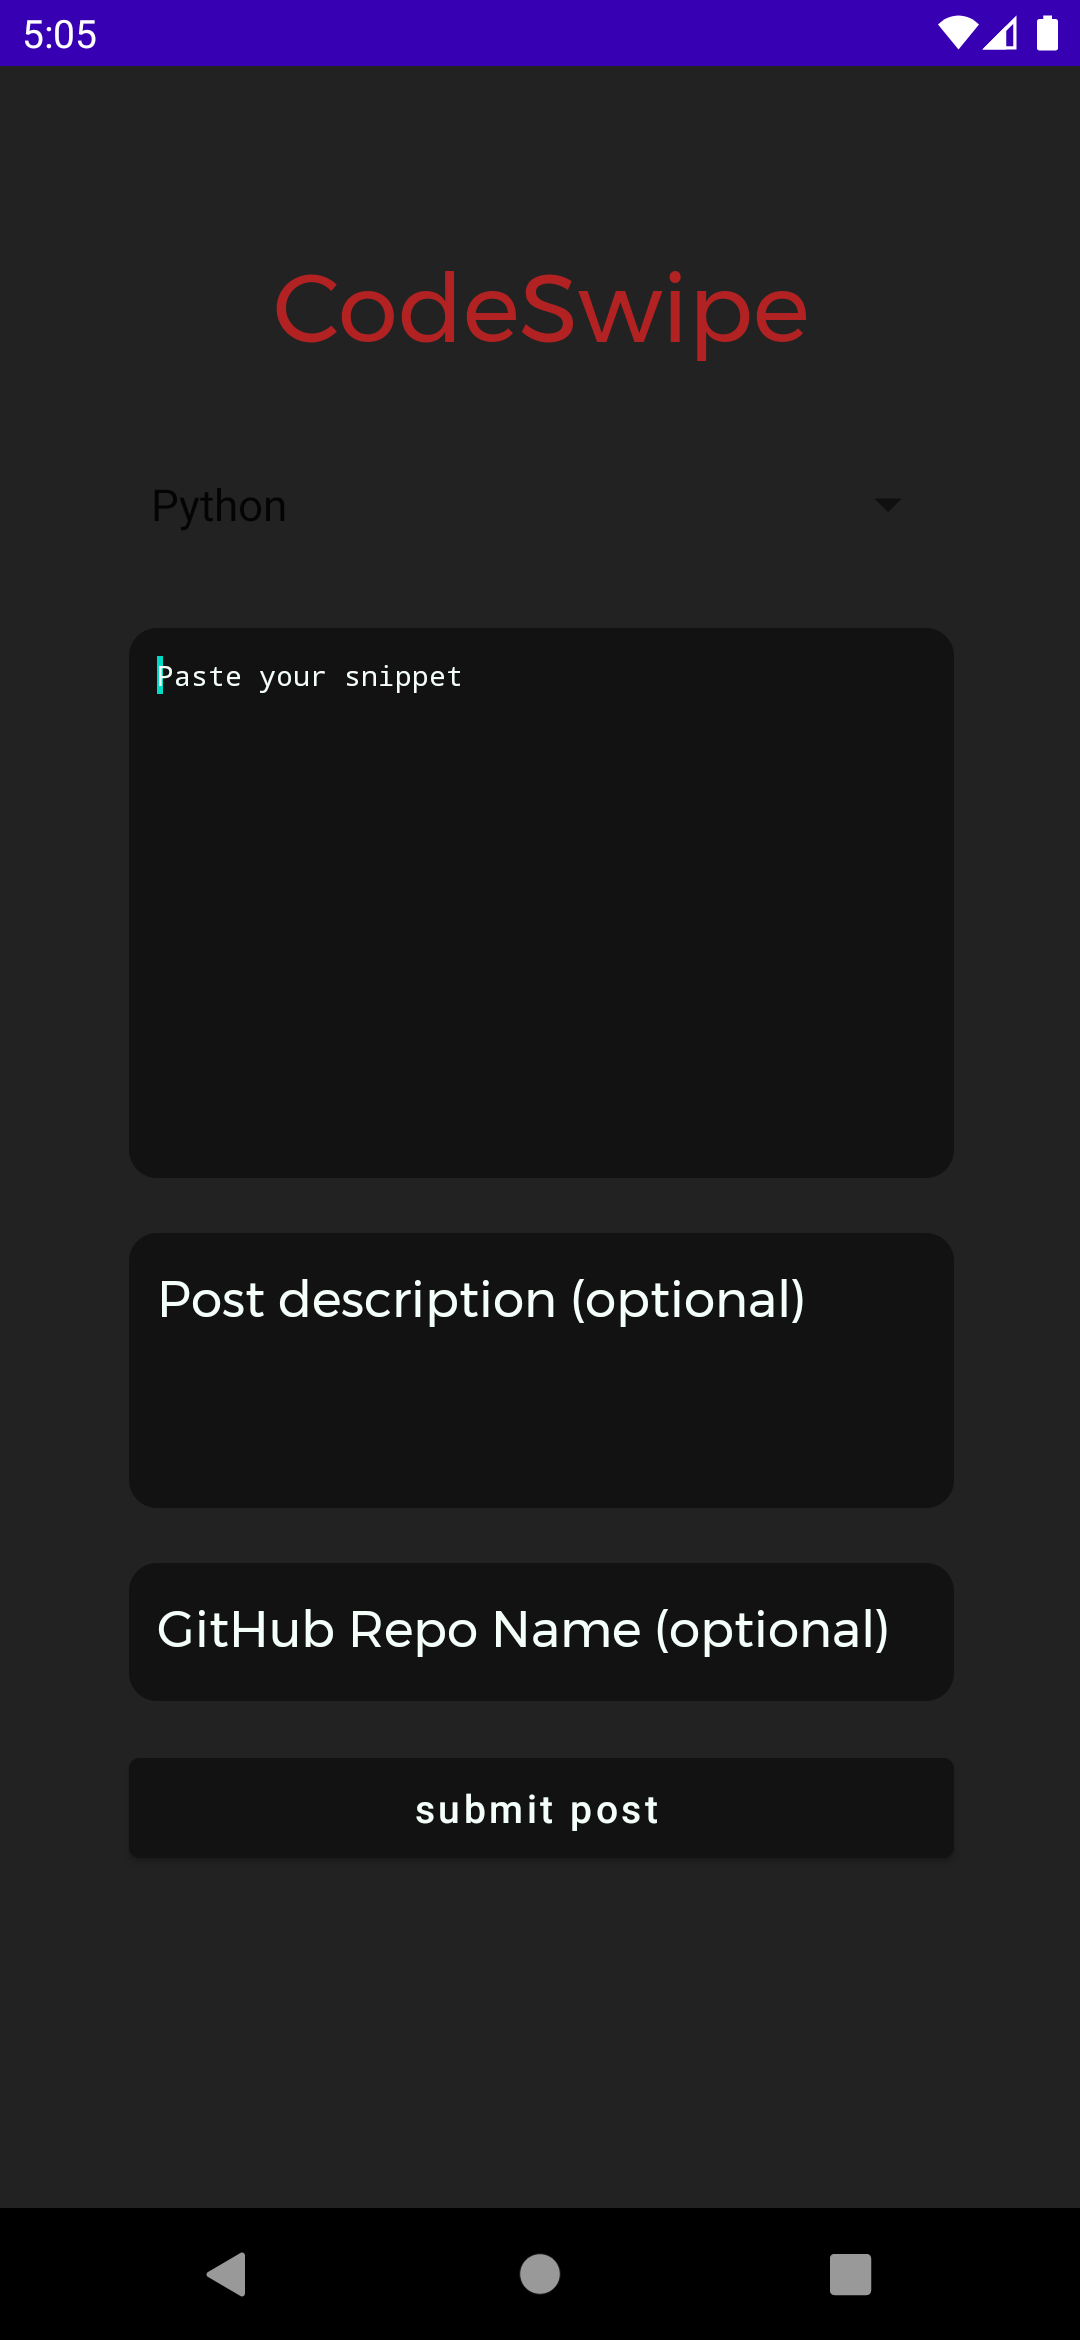 5:05
CodeSwipe
Python
Paste your snippet
Post description (optional)
GitHub Repo Name (optional)
submit post